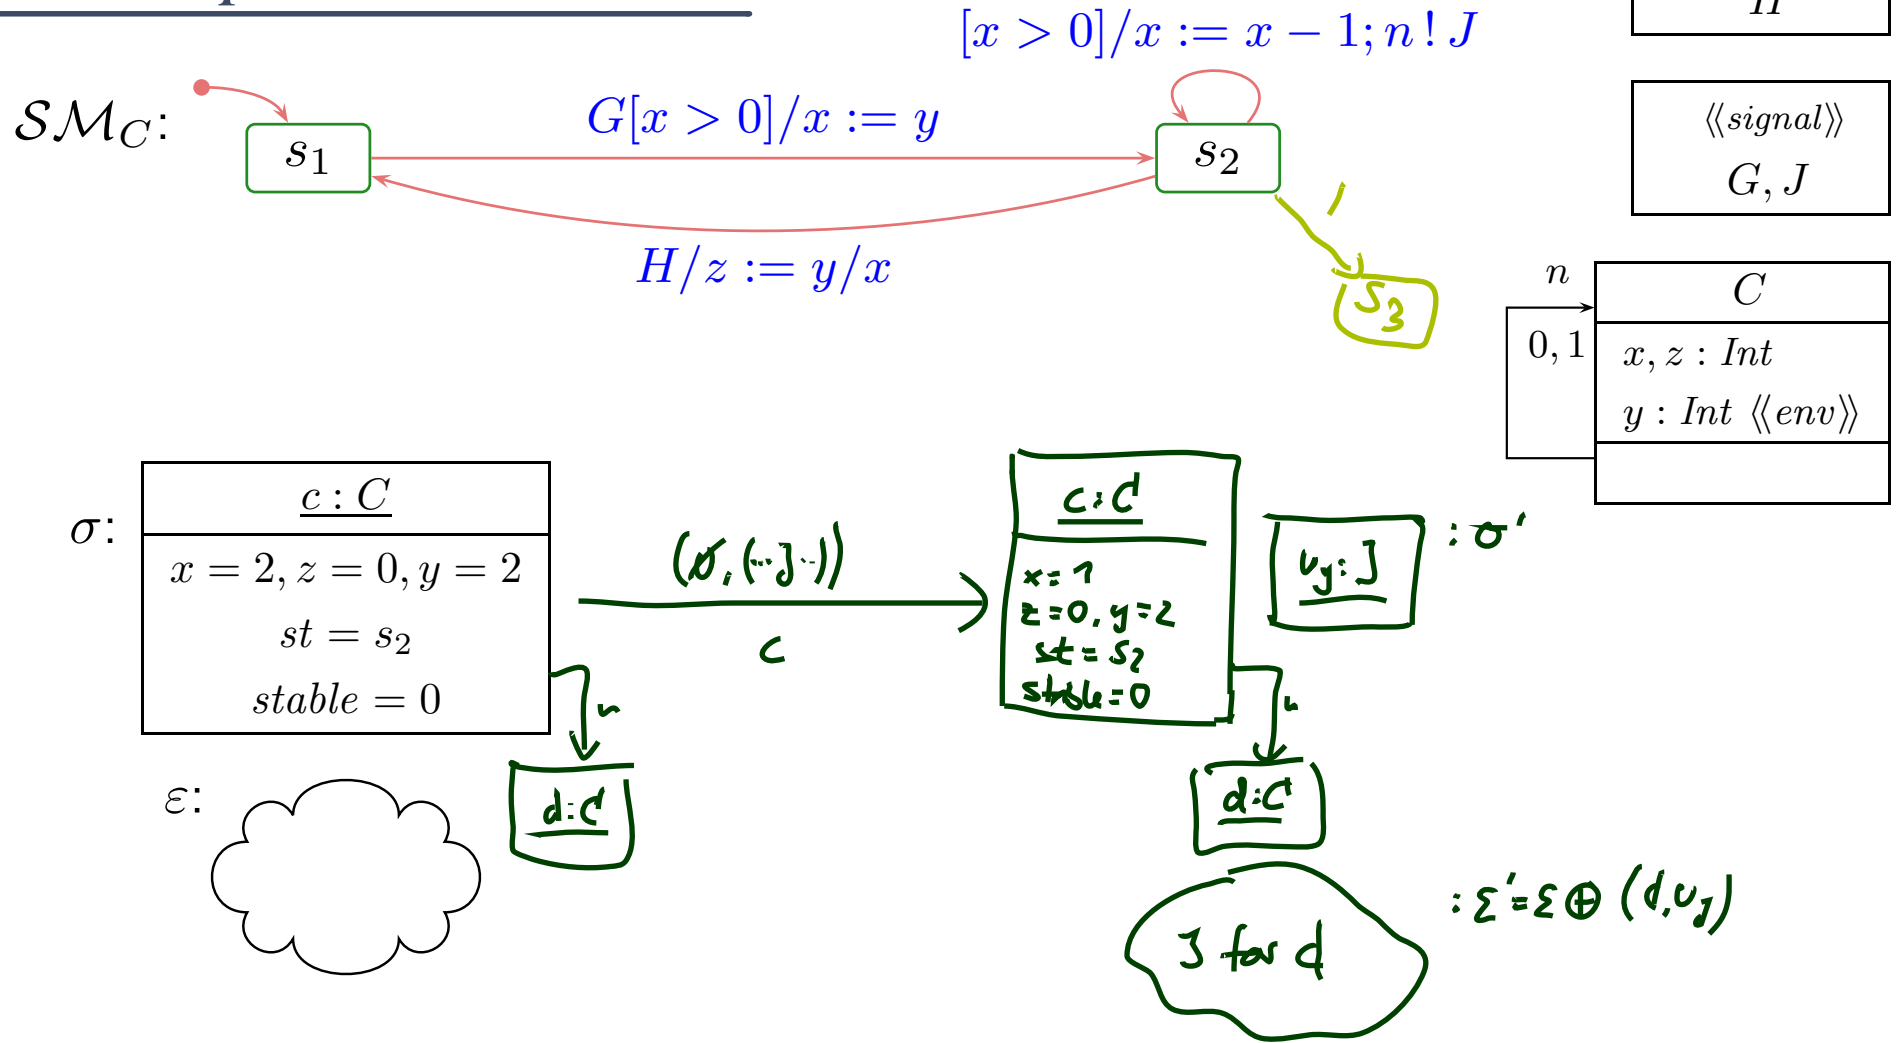 [x > 0]/x := x − 1; n ! J
SM_C:
s₁
G[x > 0]/x := y
s₂
H/z := y/x
s₃
⟨⟨signal⟩⟩
G, J
n
0, 1
C
x, z : Int
y : Int ⟨⟨env⟩⟩
σ:
c : C
x = 2, z = 0, y = 2
st = s₂
stable = 0
n
d:C
ε:
(∅, (..J..))
c
c:C
x=1
z=0, y=2
st=s₂
stable=0
u_J:J
:σ'
n
d:C
J for d
:ε'=ε⊕(d,u_J)